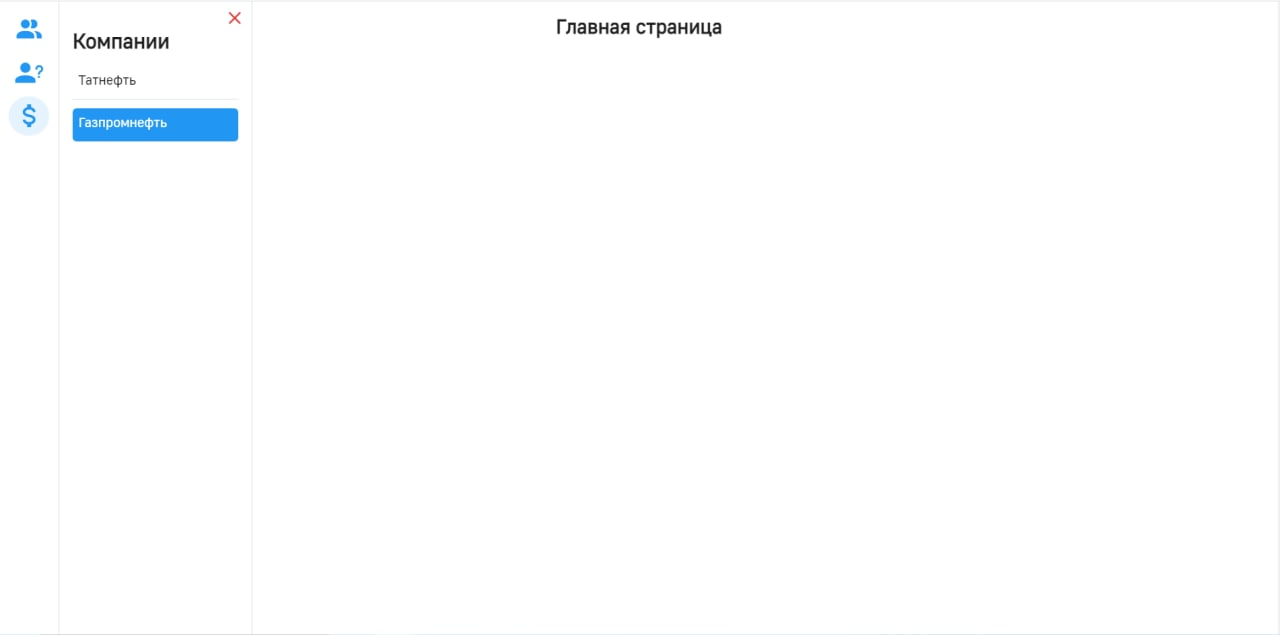 Компании
Татнефть
Газпромнефть
Главная страница